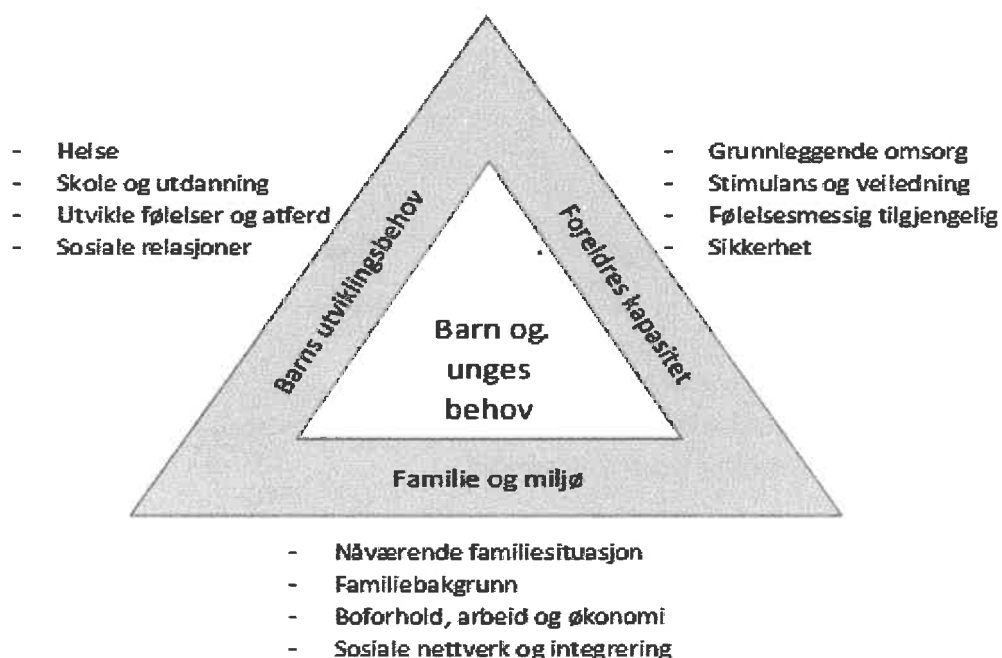 - Helse
- Skole og utdanning
- Utvikle følelser og atferd
- Sosiale relasjoner
Barns utviklingsbehov
- Grunnleggende omsorg
- Stimulans og veiledning
- Følelsesmessig tilgjengelig
- Sikkerhet
Foreldres kapasitet
Barn og
unges
behov
Familie og miljø
- Nåværende familiesituasjon
- Familiebakgrunn
- Boforhold, arbeid og økonomi
- Sosiale nettverk og integrering